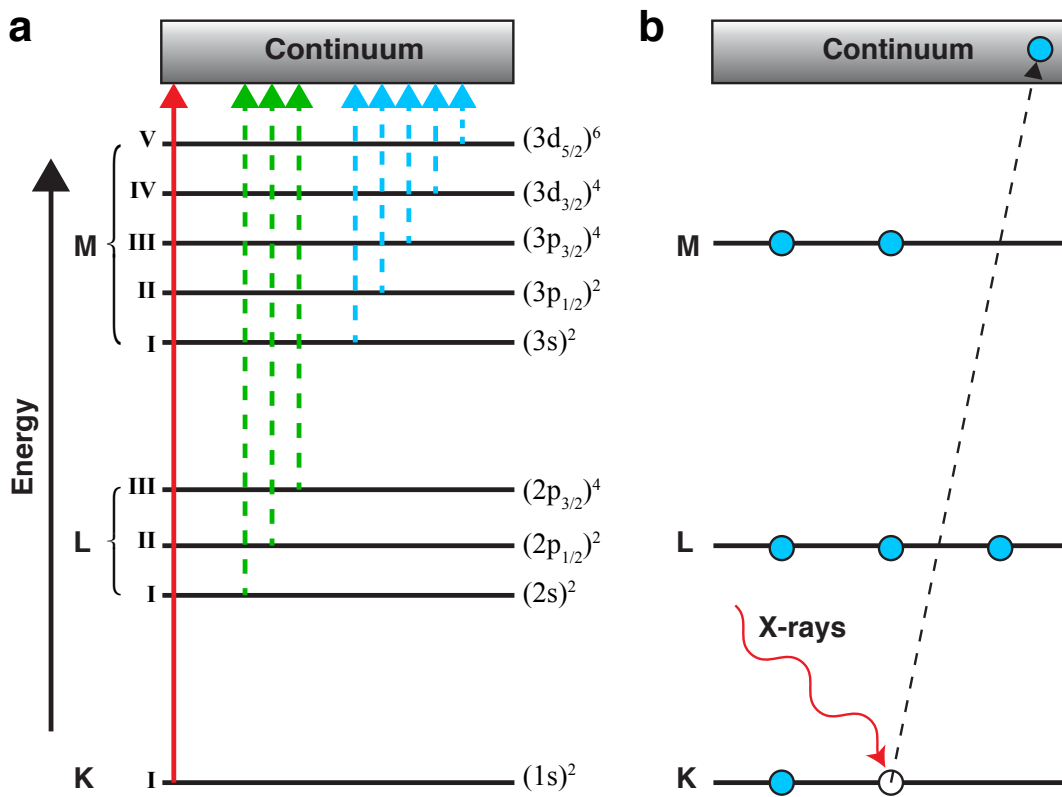 a
Continuum
V (3d5/2)⁶
IV (3d3/2)⁴
M III (3p3/2)⁴
II (3p1/2)²
I (3s)²
Energy
III (2p3/2)⁴
L II (2p1/2)²
I (2s)²
K I (1s)²
b
Continuum
M
L
X-rays
K